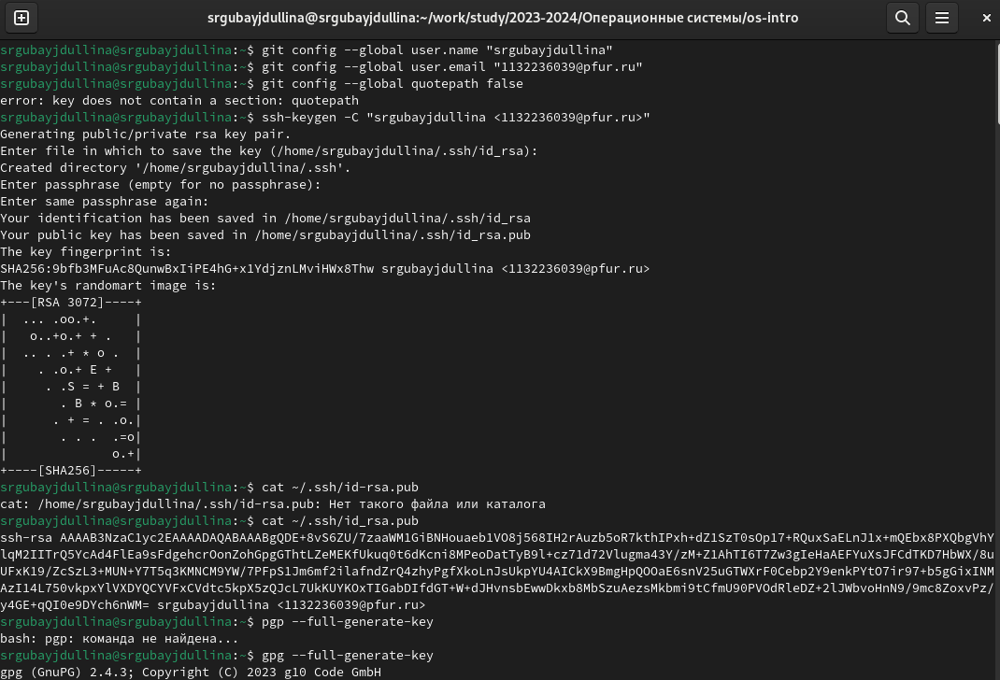 srgubayjdullina@srgubayjdullina:~/work/study/2023-2024/Операционные системы/os-intro
srgubayjdullina@srgubayjdullina:~$ git config --global user.name "srgubayjdullina"
srgubayjdullina@srgubayjdullina:~$ git config --global user.email "1132236039@pfur.ru"
srgubayjdullina@srgubayjdullina:~$ git config --global quotepath false
error: key does not contain a section: quotepath
srgubayjdullina@srgubayjdullina:~$ ssh-keygen -C "srgubayjdullina <1132236039@pfur.ru>"
Generating public/private rsa key pair.
Enter file in which to save the key (/home/srgubayjdullina/.ssh/id_rsa):
Created directory '/home/srgubayjdullina/.ssh'.
Enter passphrase (empty for no passphrase):
Enter same passphrase again:
Your identification has been saved in /home/srgubayjdullina/.ssh/id_rsa
Your public key has been saved in /home/srgubayjdullina/.ssh/id_rsa.pub
The key fingerprint is:
SHA256:9bfb3MFuAc8QunwBxIiPE4hG+x1YdjznLMviHWx8Thw srgubayjdullina <1132236039@pfur.ru>
The key's randomart image is:
+---[RSA 3072]----+
|  ... .oo.+.     |
|   o..+o.+ + .   |
|  .. . .+ * o .  |
|    . .o.+ E +   |
|     . .S = + B  |
|       . B * o.= |
|      . + = . .o.|
|       . . .  .=o|
|              o.+|
+----[SHA256]-----+
srgubayjdullina@srgubayjdullina:~$ cat ~/.ssh/id-rsa.pub
cat: /home/srgubayjdullina/.ssh/id-rsa.pub: Нет такого файла или каталога
srgubayjdullina@srgubayjdullina:~$ cat ~/.ssh/id_rsa.pub
ssh-rsa AAAAB3NzaC1yc2EAAAADAQABAAABgQDE+8vS6ZU/7zaaWM1GiBNHouaeb1VO8j568IH2rAuzb5oR7kthIPxh+dZ1SzT0sOp17+RQuxSaELnJ1x+mQEbx8PXQbgVhY
lqM2IITrQ5YcAd4FlEa9sFdgehcrOonZohGpgGThtLZeMEKfUkuq0t6dKcni8MPeoDatTyB9l+cz71d72Vlugma43Y/zM+Z1AhTI6T7Zw3gIeHaAEFYuXsJFCdTKD7HbWX/8u
UFxK19/ZcSzL3+MUN+Y7T5q3KMNCM9YW/7PFpS1Jm6mf2ilafndZrQ4zhyPgfXkoLnJsUkpYU4AICkX9BmgHpQOOaE6snV25uGTWXrF0Cebp2Y9enkPYtO7ir97+b5gGixINM
AzI14L750vkpxYlVXDYQCYVFxCVdtc5kpX5zQJcL7UkKUYKOxTIGabDIfdGT+W+dJHvnsbEwwDkxb8MbSzuAezsMkbmi9tCfmU90PVOdRleDZ+2lJWbvoHnN9/9mc8ZoxvPz/
y4GE+qQI0e9DYch6nWM= srgubayjdullina <1132236039@pfur.ru>
srgubayjdullina@srgubayjdullina:~$ pgp --full-generate-key
bash: pgp: команда не найдена...
srgubayjdullina@srgubayjdullina:~$ gpg --full-generate-key
gpg (GnuPG) 2.4.3; Copyright (C) 2023 g10 Code GmbH